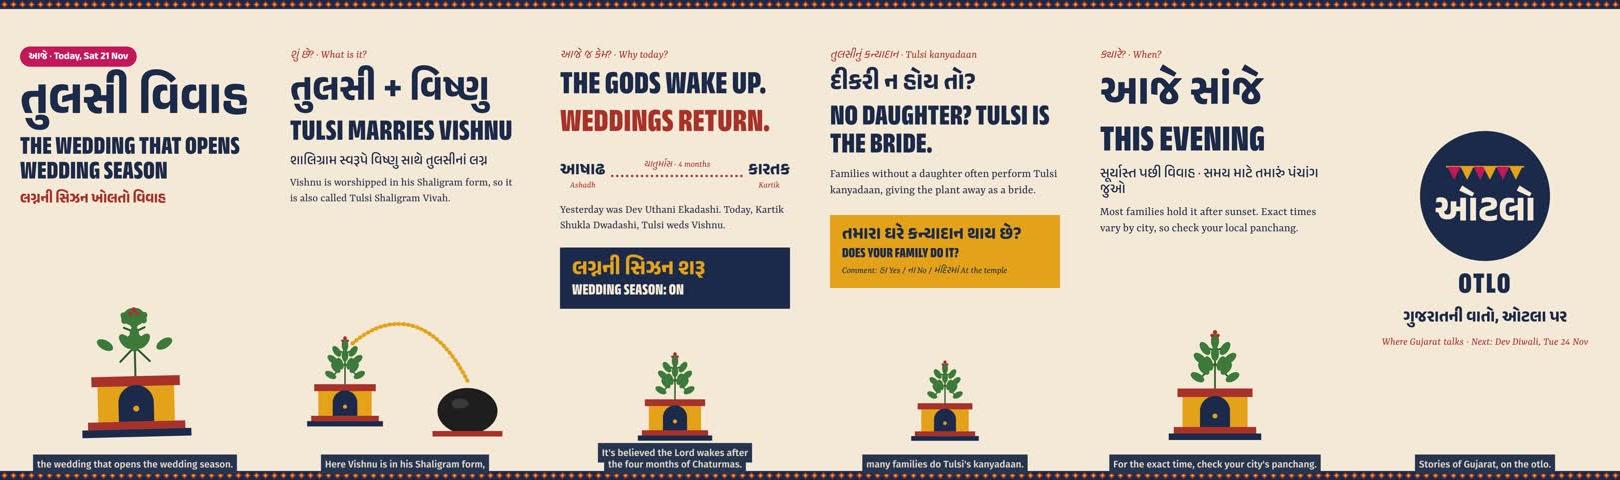 આજે · Today, Sat 21 Nov
તુલસી વિવાહ
THE WEDDING THAT OPENS
WEDDING SEASON
લગ્નની સિઝન ખોલતો વિવાહ
the wedding that opens the wedding season.
શું છે? · What is it?
તુલસી + વિષ્ણુ
TULSI MARRIES VISHNU
શાલિગ્રામ સ્વરૂપે વિષ્ણુ સાથે તુલસીનાં લગ્ન
Vishnu is worshipped in his Shaligram form, so it
is also called Tulsi Shaligram Vivah.
Here Vishnu is in his Shaligram form,
આજે જ કેમ? · Why today?
THE GODS WAKE UP.
WEDDINGS RETURN.
અષાઢ ચાતુર્માસ · 4 months કારતક
Ashadh Kartik
Yesterday was Dev Uthani Ekadashi. Today, Kartik
Shukla Dwadashi, Tulsi weds Vishnu.
લગ્નની સિઝન શરૂ
WEDDING SEASON: ON
It's believed the Lord wakes after
the four months of Chaturmas.
તુલસીનું કન્યાદાન · Tulsi kanyadaan
દીકરી ન હોય તો?
NO DAUGHTER? TULSI IS
THE BRIDE.
Families without a daughter often perform Tulsi
kanyadaan, giving the plant away as a bride.
તમારા ઘરે કન્યાદાન થાય છે?
DOES YOUR FAMILY DO IT?
Comment: હા Yes / ના No / મંદિરમાં At the temple
many families do Tulsi's kanyadaan.
ક્યારે? · When?
આજે સાંજે
THIS EVENING
સૂર્યાસ્ત પછી વિવાહ · સમય માટે તમારું પંચાંગ
જુઓ
Most families hold it after sunset. Exact times
vary by city, so check your local panchang.
For the exact time, check your city's panchang.
ઓટલો
OTLO
ગુજરાતની વાતો, ઓટલા પર
Where Gujarat talks · Next: Dev Diwali, Tue 24 Nov
Stories of Gujarat, on the otlo.